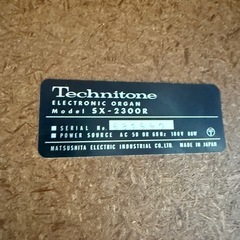 Technitone
ELECTRONIC ORGAN
Model SX-2300R
■ SERIAL No.
■ POWER SOURCE AC 50 OR 60Hz 100V 80W
MATSUSHITA ELECTRIC INDUSTRIAL CO., LTD. MADE IN JAPAN